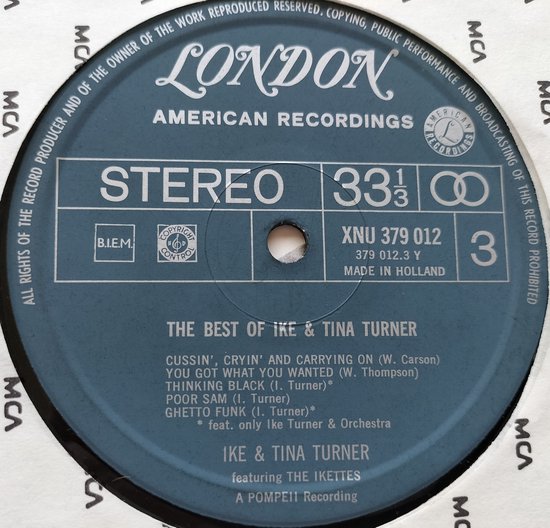 ALL RIGHTS OF THE RECORD PRODUCER AND OF THE OWNER OF THE WORK REPRODUCED RESERVED, COPYING, PUBLIC PERFORMANCE AND BROADCASTING OF THIS RECORD PROHIBITED
LONDON
AMERICAN RECORDINGS
AMERICAN
L
RECORDINGS
STEREO
33 1/3
B.I.E.M.
COPYRIGHT
CONTROL
XNU 379 012
379 012.3 Y
MADE IN HOLLAND
3
THE BEST OF IKE & TINA TURNER
CUSSIN', CRYIN' AND CARRYING ON (W. Carson)
YOU GOT WHAT YOU WANTED (W. Thompson)
THINKING BLACK (I. Turner)*
POOR SAM (I. Turner)
GHETTO FUNK (I. Turner)*
* feat. only Ike Turner & Orchestra
IKE & TINA TURNER
featuring THE IKETTES
A POMPEII Recording
MCA
MCA
MCA
MCA
MCA
MCA
MCA
MCA